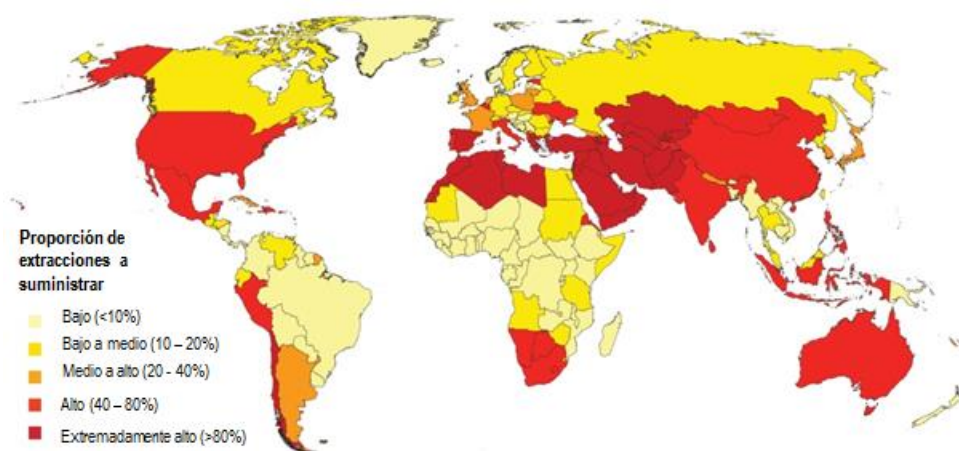 Proporción de
extracciones a
suministrar
Bajo (<10%)
Bajo a medio (10 – 20%)
Medio a alto (20 - 40%)
Alto (40 – 80%)
Extremadamente alto (>80%)